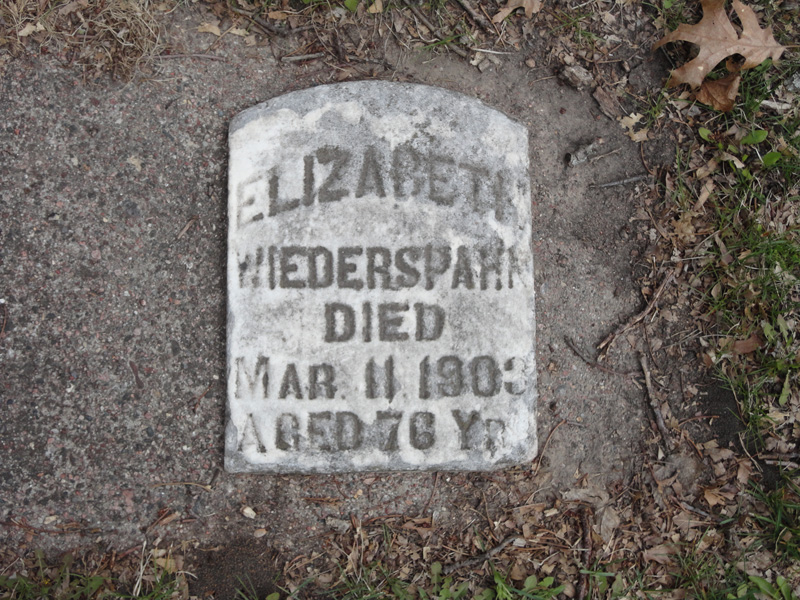 ELIZABETH
WIEDERSPAHN
DIED
MAR. 11. 1903
AGED 76 YR